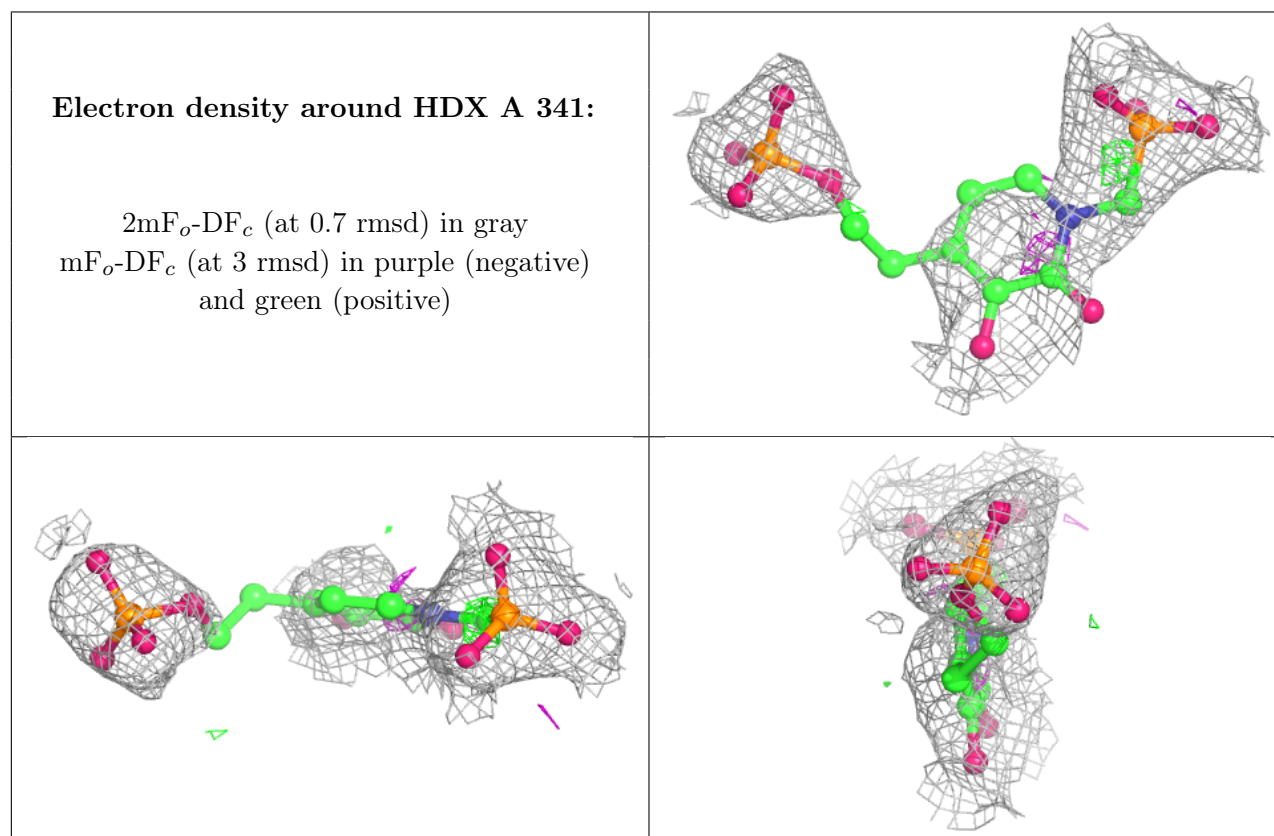 Electron density around HDX A 341:
2mFo-DFc (at 0.7 rmsd) in gray
mFo-DFc (at 3 rmsd) in purple (negative)
and green (positive)